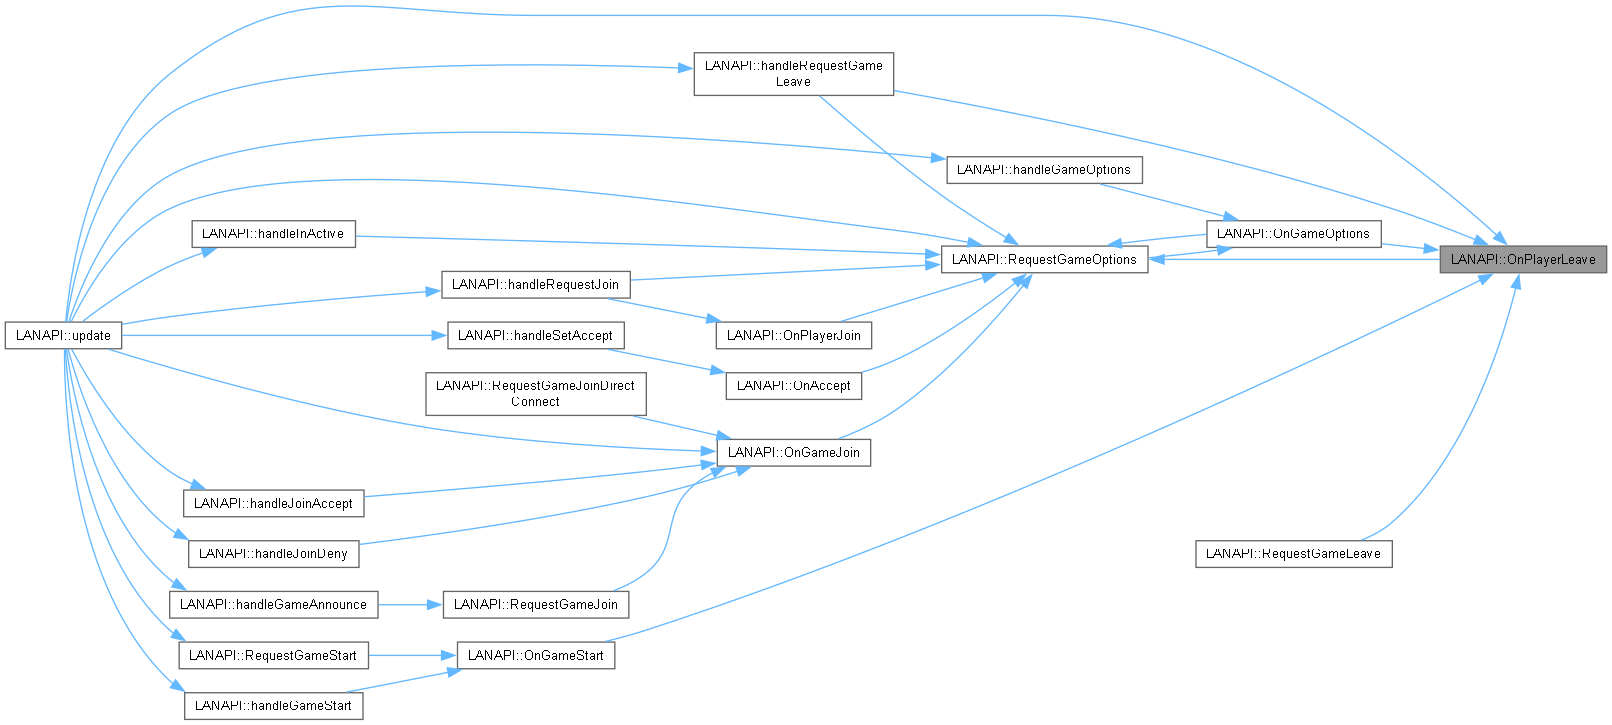 LANAPI::handleRequestGame
Leave
LANAPI::handleGameOptions
LANAPI::handleInActive
LANAPI::OnGameOptions
LANAPI::RequestGameOptions
LANAPI::OnPlayerLeave
LANAPI::handleRequestJoin
LANAPI::update
LANAPI::handleSetAccept
LANAPI::OnPlayerJoin
LANAPI::RequestGameJoinDirect
Connect
LANAPI::OnAccept
LANAPI::OnGameJoin
LANAPI::handleJoinAccept
LANAPI::handleJoinDeny
LANAPI::RequestGameLeave
LANAPI::handleGameAnnounce
LANAPI::RequestGameJoin
LANAPI::RequestGameStart
LANAPI::OnGameStart
LANAPI::handleGameStart